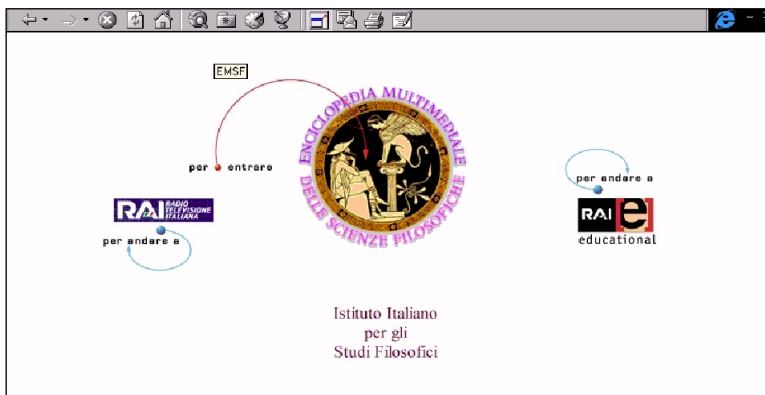 EMSF
ENCICLOPEDIA MULTIMEDIALE
DELLE SCIENZE FILOSOFICHE
per entrare
per andare a
RAI RADIO
TELEVISIONE
ITALIANA
RAI e
per andare a
educational
Istituto Italiano
per gli
Studi Filosofici